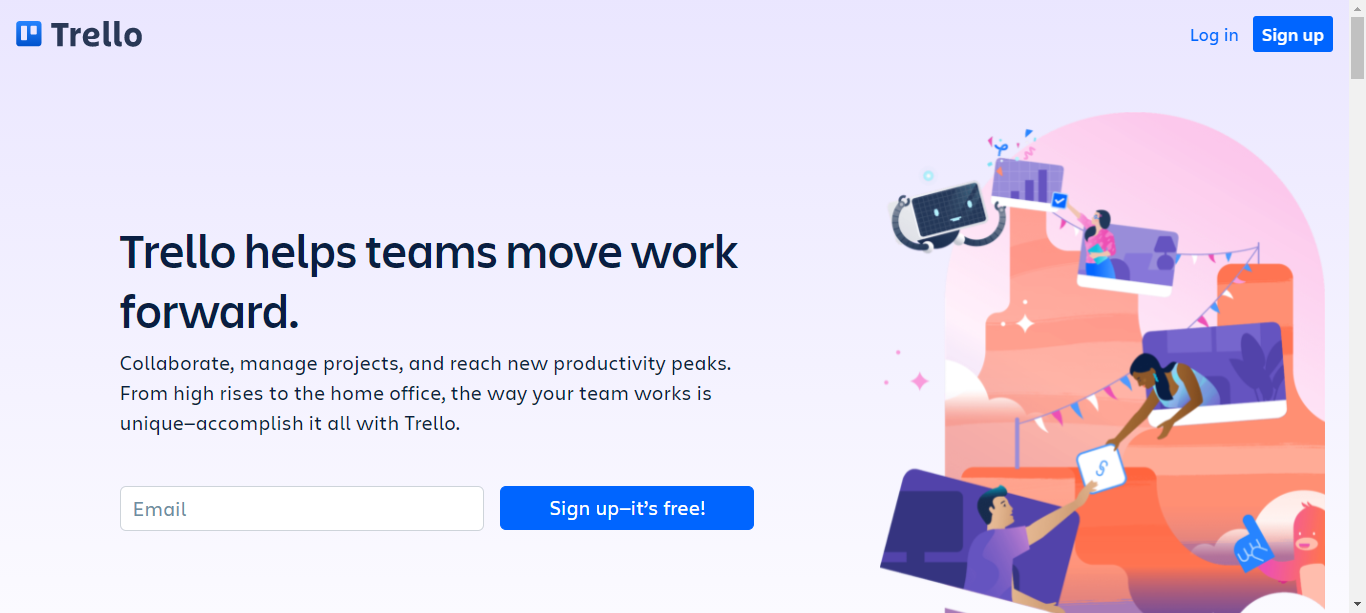 Trello
Log in
Sign up
Trello helps teams move work
forward.
Collaborate, manage projects, and reach new productivity peaks.
From high rises to the home office, the way your team works is
unique—accomplish it all with Trello.
Email
Sign up—it's free!